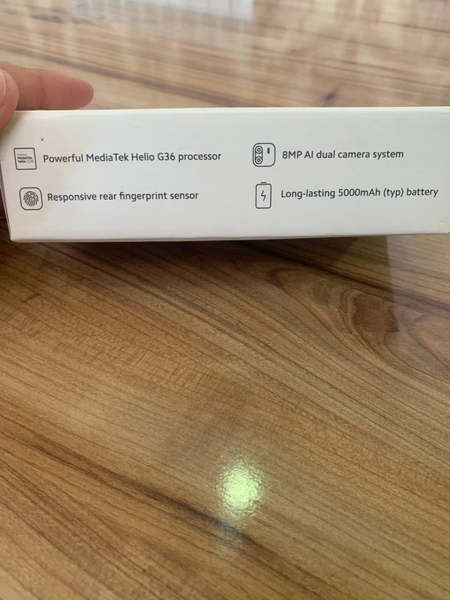 Powerful MediaTek Helio G36 processor
8MP AI dual camera system
Responsive rear fingerprint sensor
Long-lasting 5000mAh (typ) battery